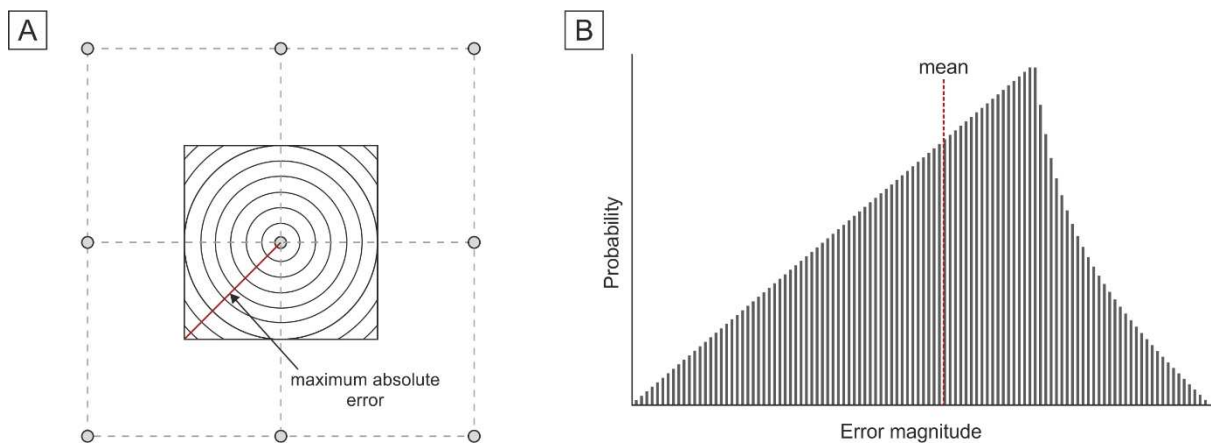 A
maximum absolute
error
B
mean
Probability
Error magnitude